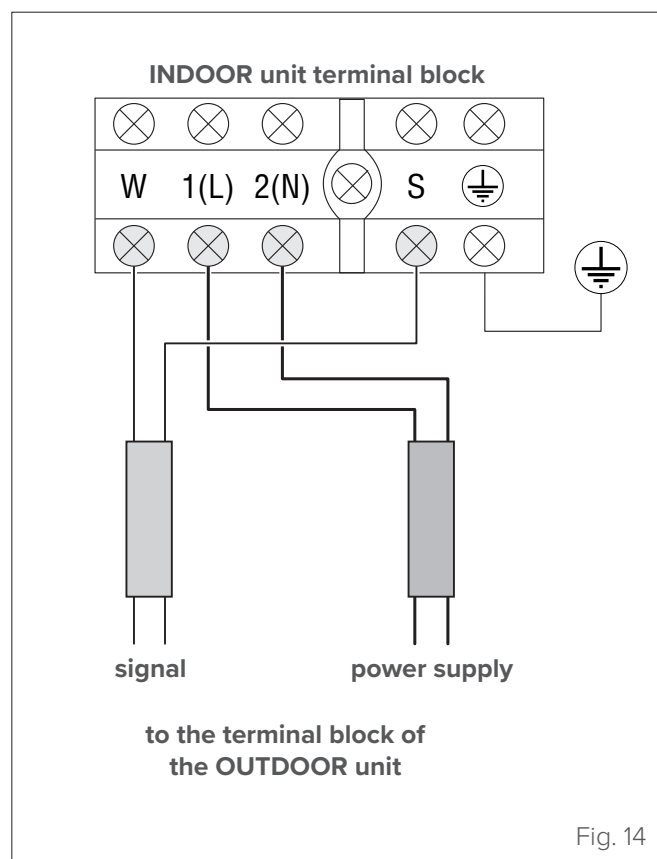 INDOOR unit terminal block
W 1(L) 2(N) S
signal power supply
to the terminal block of
the OUTDOOR unit
Fig. 14